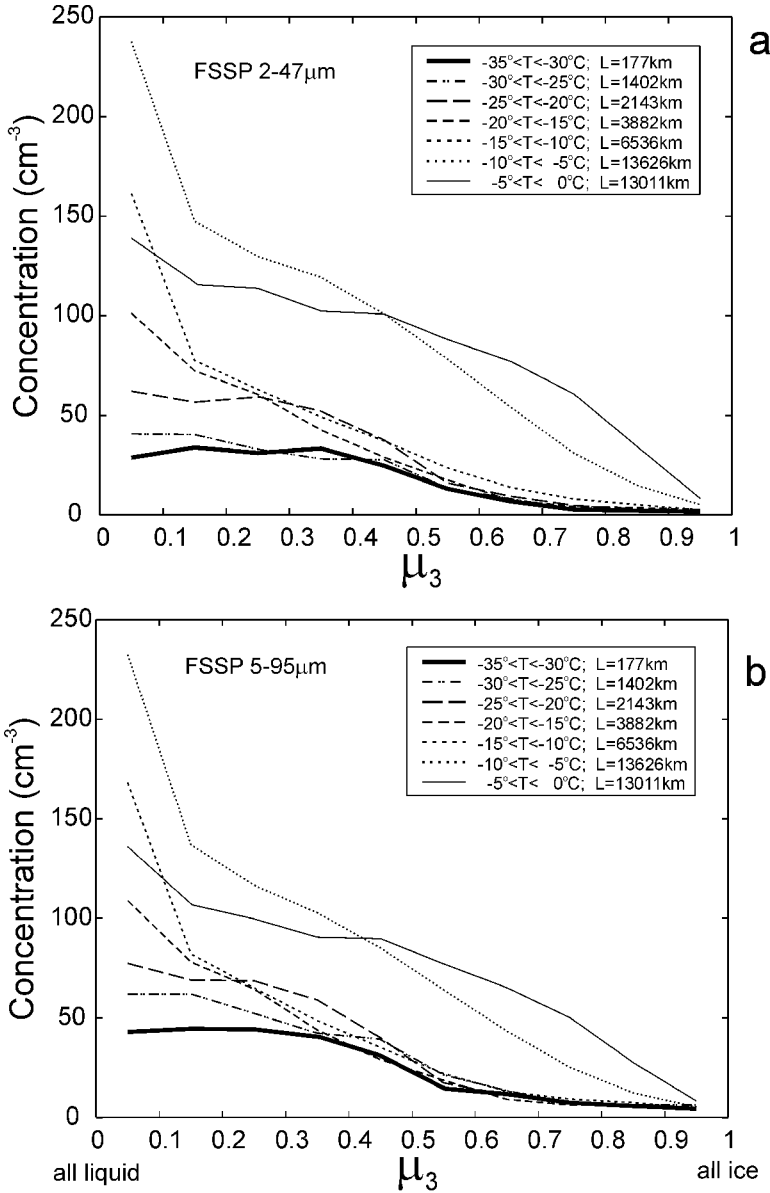 a
FSSP 2-47μm
-35°<T<-30°C; L=177km
-30°<T<-25°C; L=1402km
-25°<T<-20°C; L=2143km
-20°<T<-15°C; L=3882km
-15°<T<-10°C; L=6536km
-10°<T< -5°C; L=13626km
-5°<T< 0°C; L=13011km
Concentration (cm⁻³)
250
200
150
100
50
0
0 0.1 0.2 0.3 0.4 0.5 0.6 0.7 0.8 0.9 1
μ₃
b
FSSP 5-95μm
-35°<T<-30°C; L=177km
-30°<T<-25°C; L=1402km
-25°<T<-20°C; L=2143km
-20°<T<-15°C; L=3882km
-15°<T<-10°C; L=6536km
-10°<T< -5°C; L=13626km
-5°<T< 0°C; L=13011km
Concentration (cm⁻³)
250
200
150
100
50
0
0 0.1 0.2 0.3 0.4 0.5 0.6 0.7 0.8 0.9 1
all liquid μ₃ all ice